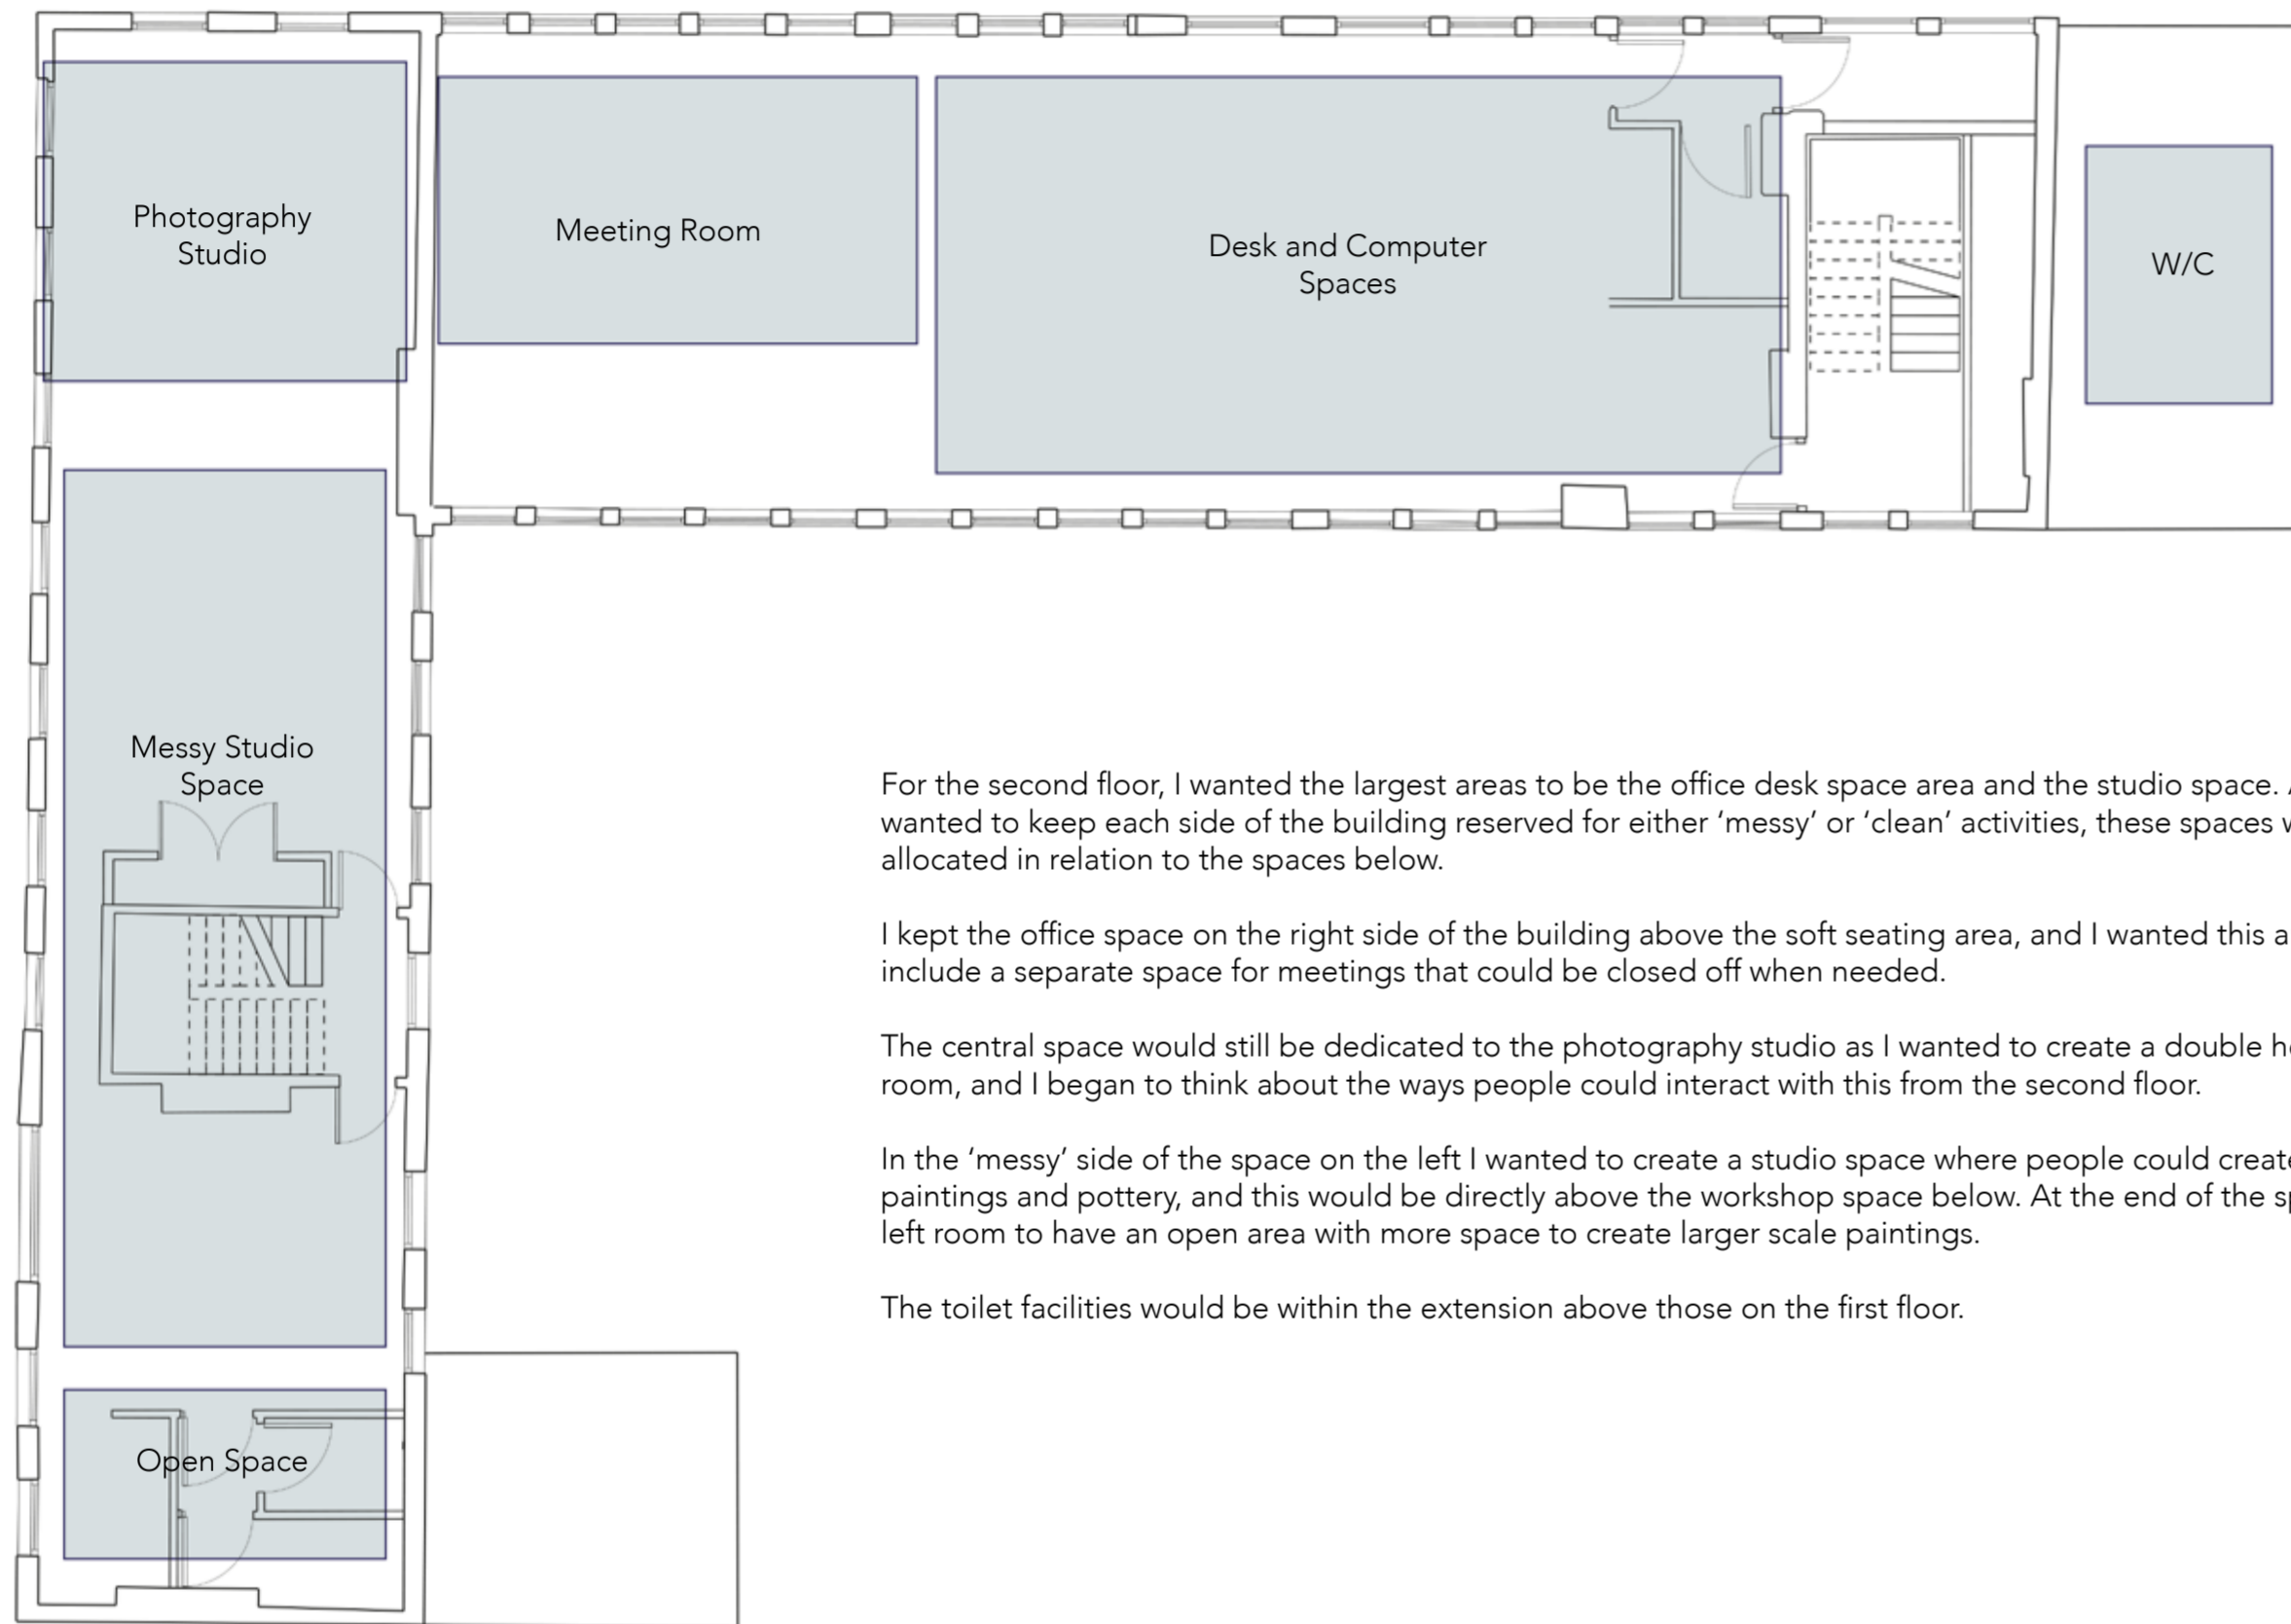 Photography
Studio
Meeting Room
Desk and Computer
Spaces
W/C
Messy Studio
Space
Open Space
For the second floor, I wanted the largest areas to be the office desk space area and the studio space.
wanted to keep each side of the building reserved for either ‘messy’ or ‘clean’ activities, these spaces
allocated in relation to the spaces below.
I kept the office space on the right side of the building above the soft seating area, and I wanted this
include a separate space for meetings that could be closed off when needed.
The central space would still be dedicated to the photography studio as I wanted to create a double
room, and I began to think about the ways people could interact with this from the second floor.
In the ‘messy’ side of the space on the left I wanted to create a studio space where people could create
paintings and pottery, and this would be directly above the workshop space below. At the end of the
left room to have an open area with more space to create larger scale paintings.
The toilet facilities would be within the extension above those on the first floor.